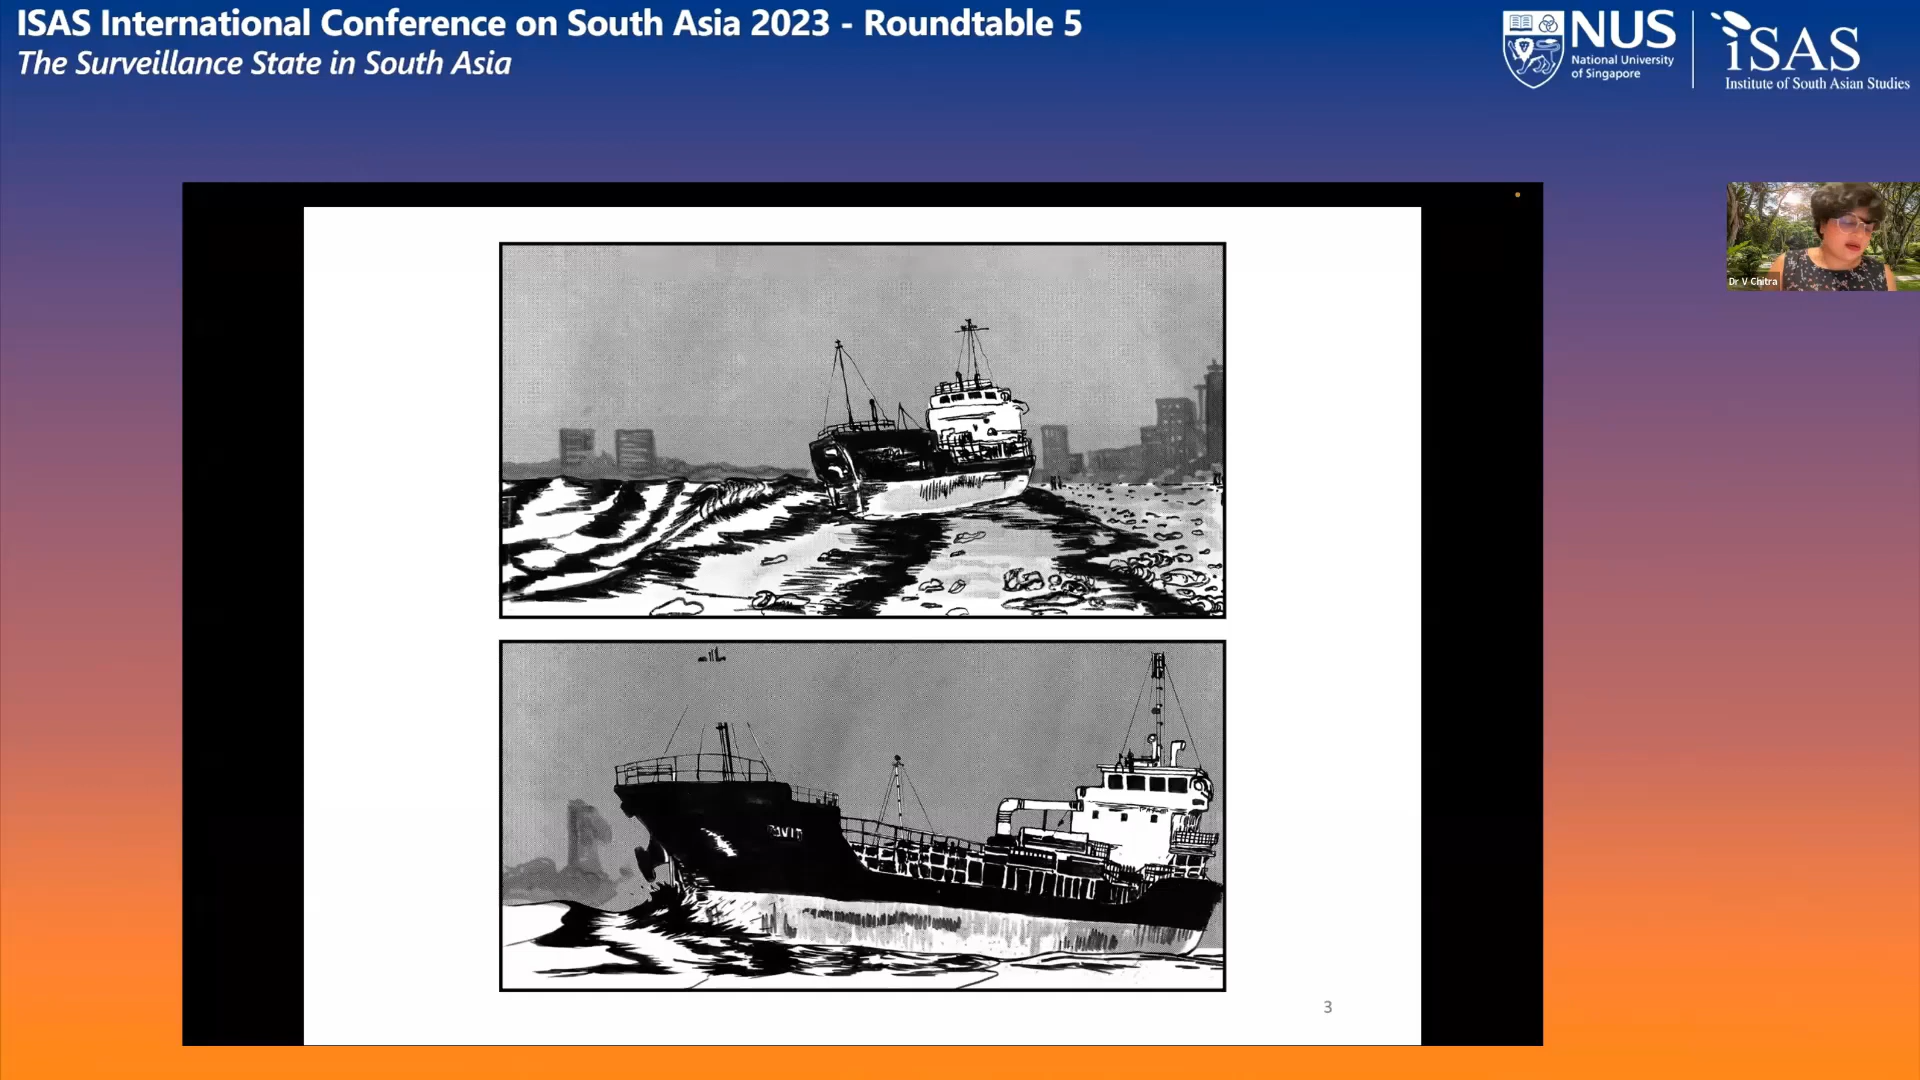 ISAS International Conference on South Asia 2023 - Roundtable 5
The Surveillance State in South Asia
NUS
National University
of Singapore
iSAS
Institute of South Asian Studies
Dr V Chitra
3